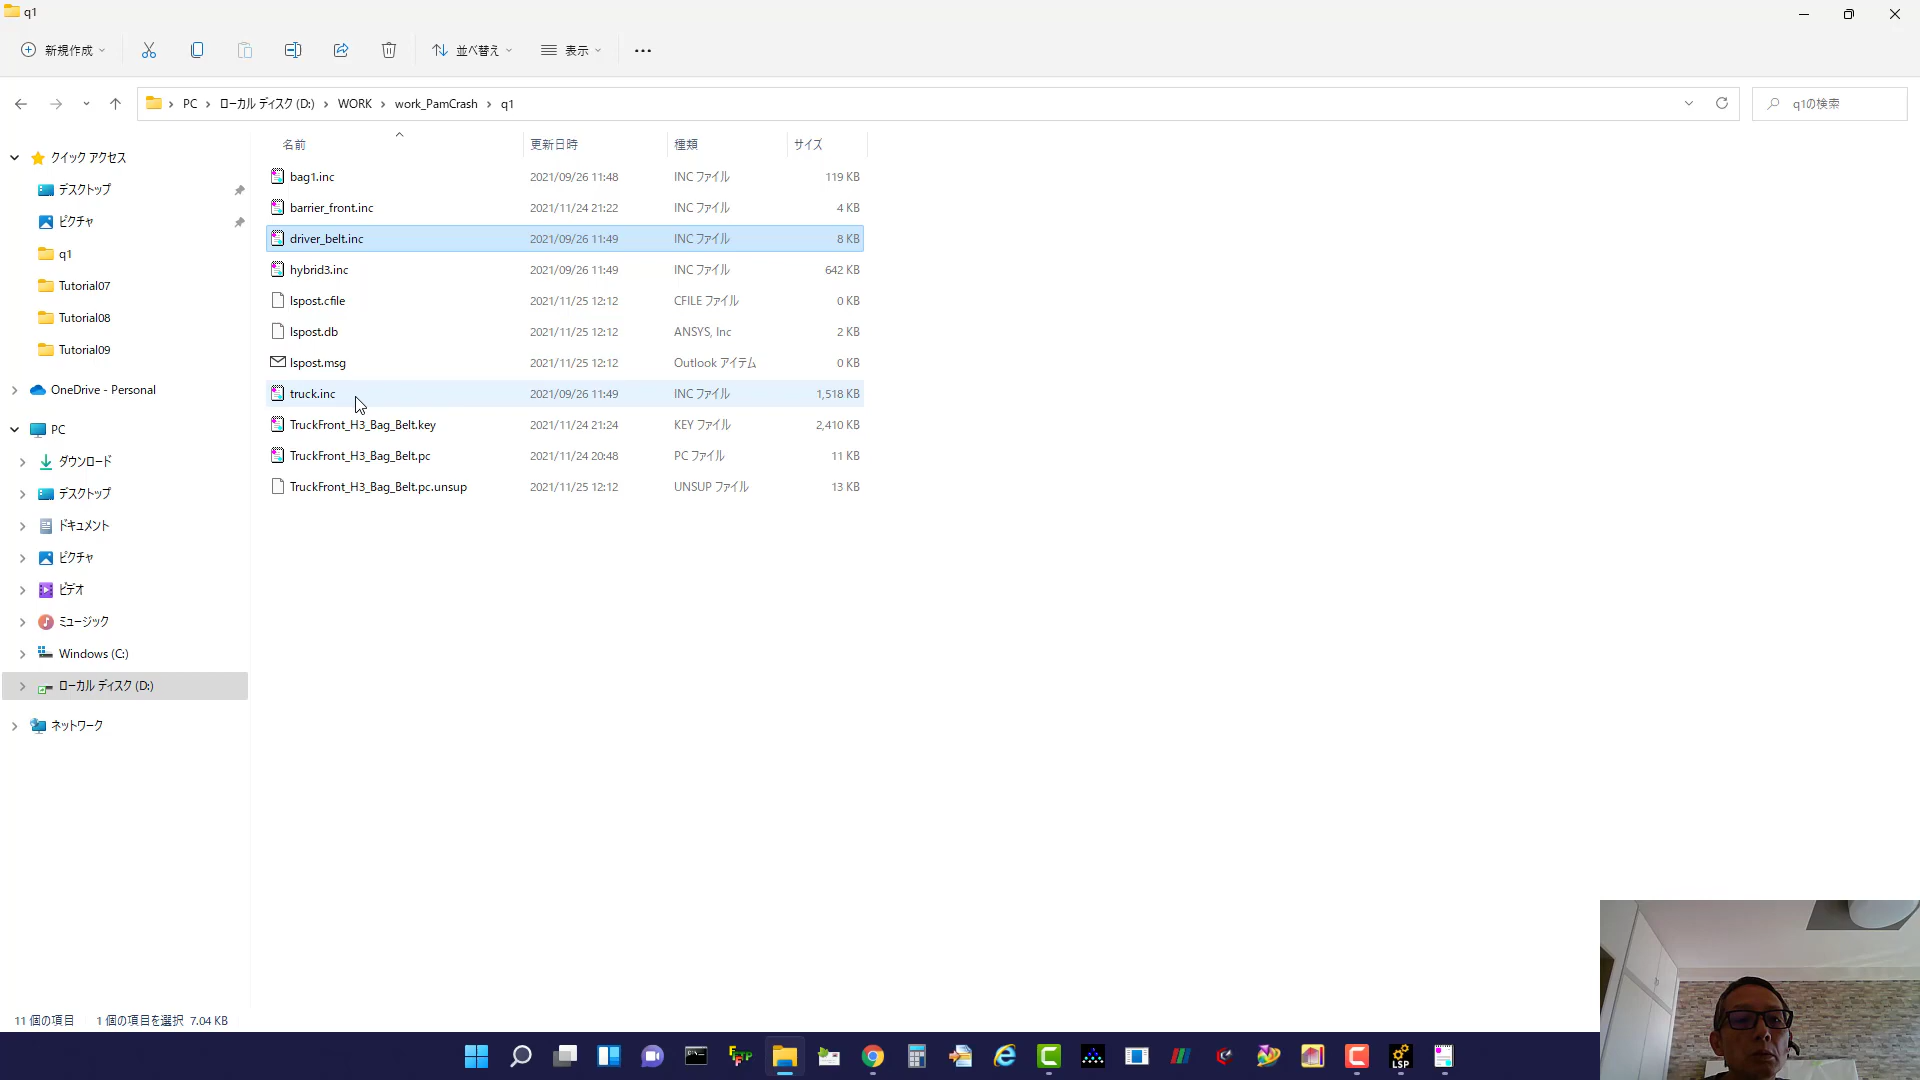 q1
新規作成
並べ替え
表示
PC › ローカル ディスク (D:) › WORK › work_PamCrash › q1
q1の検索
名前 更新日時 種類 サイズ
bag1.inc 2021/09/26 11:48 INC ファイル 119 KB
barrier_front.inc 2021/11/24 21:22 INC ファイル 4 KB
driver_belt.inc 2021/09/26 11:49 INC ファイル 8 KB
hybrid3.inc 2021/09/26 11:49 INC ファイル 642 KB
lspost.cfile 2021/11/25 12:12 CFILE ファイル 0 KB
lspost.db 2021/11/25 12:12 ANSYS, Inc 2 KB
lspost.msg 2021/11/25 12:12 Outlook アイテム 0 KB
truck.inc 2021/09/26 11:49 INC ファイル 1,518 KB
TruckFront_H3_Bag_Belt.key 2021/11/24 21:24 KEY ファイル 2,410 KB
TruckFront_H3_Bag_Belt.pc 2021/11/24 20:48 PC ファイル 11 KB
TruckFront_H3_Bag_Belt.pc.unsup 2021/11/25 12:12 UNSUP ファイル 13 KB
クイック アクセス
デスクトップ
ピクチャ
q1
Tutorial07
Tutorial08
Tutorial09
OneDrive - Personal
PC
ダウンロード
デスクトップ
ドキュメント
ピクチャ
ビデオ
ミュージック
Windows (C:)
ローカル ディスク (D:)
ネットワーク
11 個の項目 1 個の項目を選択 7.04 KB
FTP
LSP